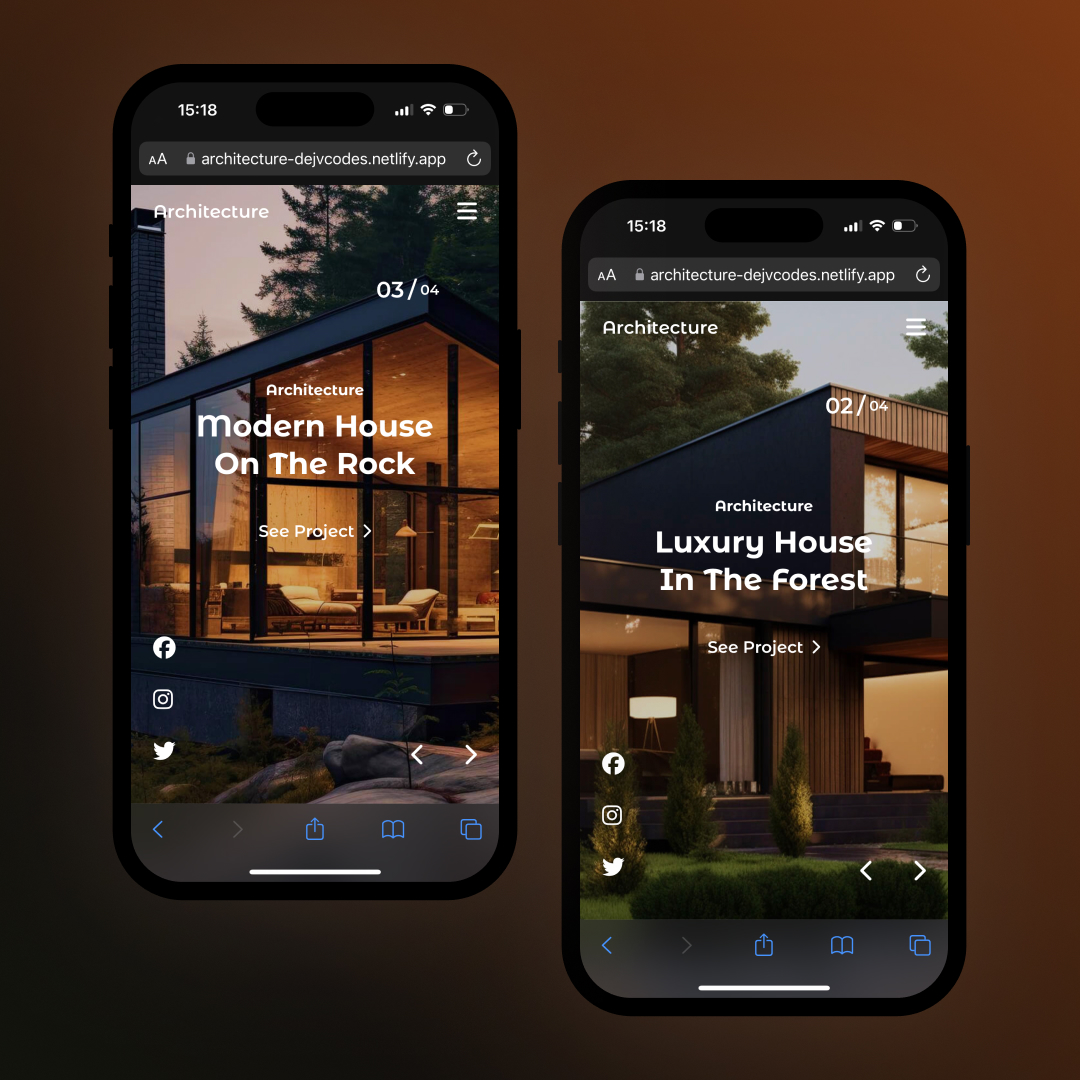 15:18
AA architecture-dejvcodes.netlify.app
Architecture
03 / 04
Architecture
Modern House
On The Rock
See Project
15:18
AA architecture-dejvcodes.netlify.app
Architecture
02 / 04
Architecture
Luxury House
In The Forest
See Project